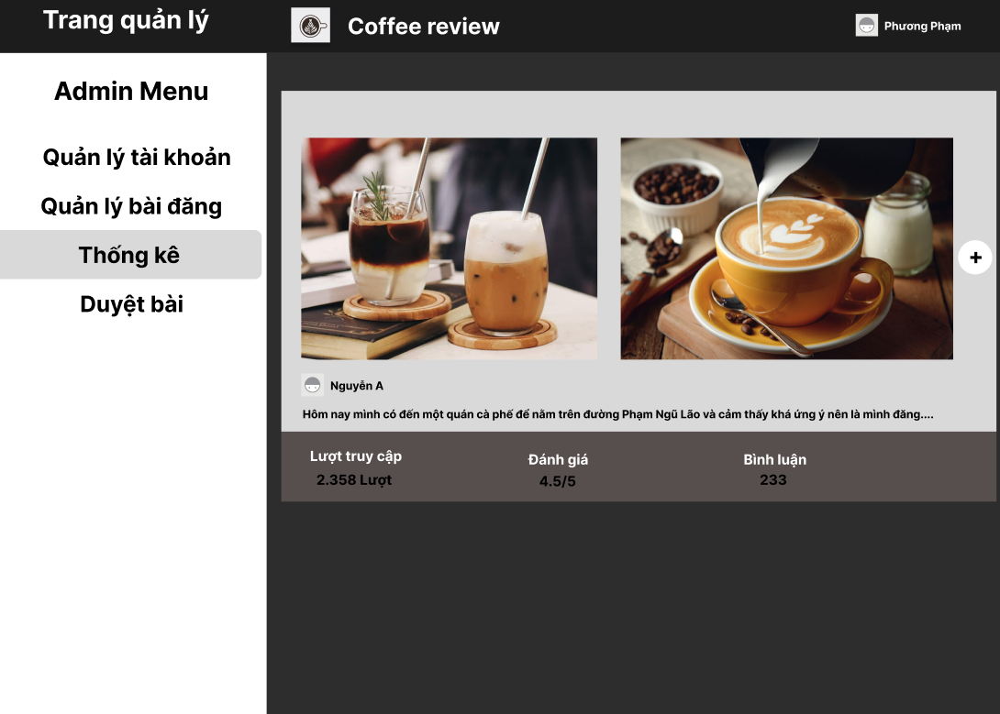 Trang quản lý
Coffee review
Phương Phạm
Admin Menu
Quản lý tài khoản
Quản lý bài đăng
Thống kê
Duyệt bài
+
Nguyễn A
Hôm nay mình có đến một quán cà phế để nằm trên đường Phạm Ngũ Lão và cảm thấy khá ứng ý nên là mình đăng....
Lượt truy cập
Đánh giá
Bình luận
2.358 Lượt
4.5/5
233